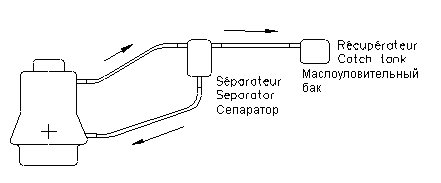 Récupérateur
Catch tank
Маслоуловительный
бак
Séparateur
Separator
Сепаратор